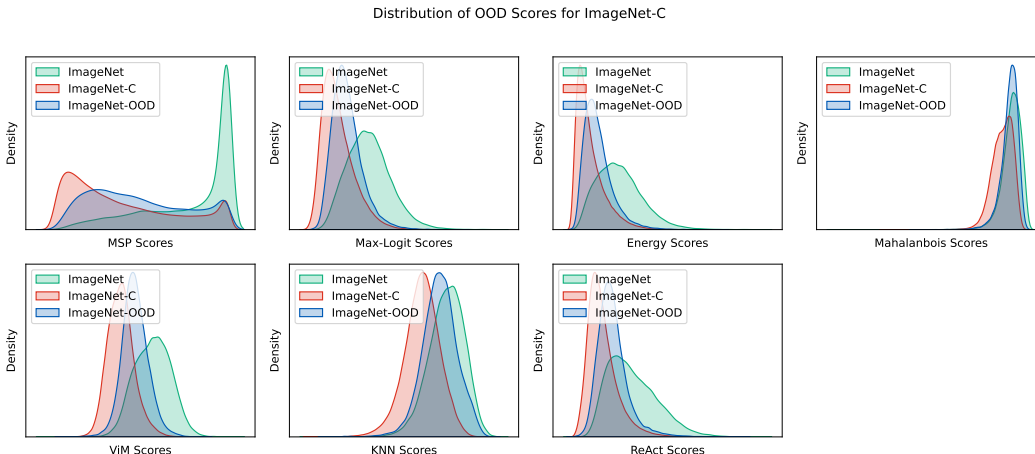 Distribution of OOD Scores for ImageNet-C
Density
ImageNet
ImageNet-C
ImageNet-OOD
MSP Scores
Density
ImageNet
ImageNet-C
ImageNet-OOD
Max-Logit Scores
Density
ImageNet
ImageNet-C
ImageNet-OOD
Energy Scores
Density
ImageNet
ImageNet-C
ImageNet-OOD
Mahalanbois Scores
Density
ImageNet
ImageNet-C
ImageNet-OOD
ViM Scores
Density
ImageNet
ImageNet-C
ImageNet-OOD
KNN Scores
Density
ImageNet
ImageNet-C
ImageNet-OOD
ReAct Scores